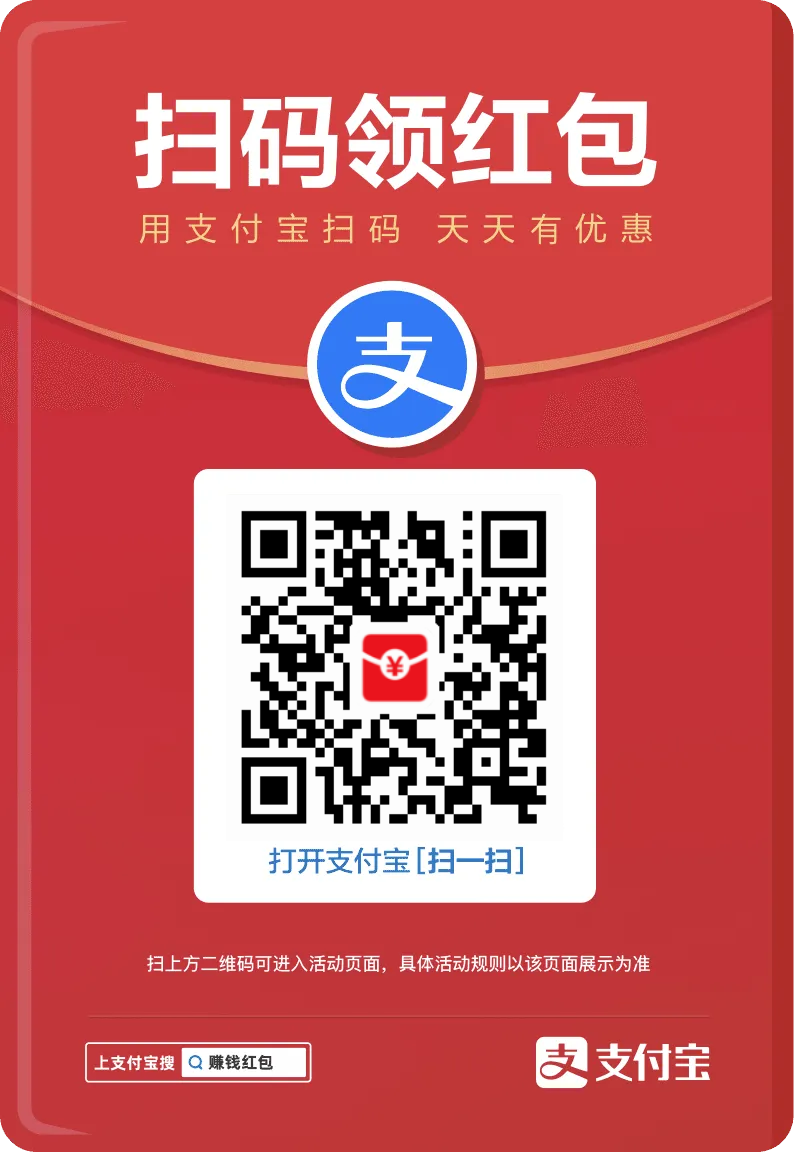 扫码领红包
用支付宝扫码 天天有优惠
支
¥
打开支付宝[扫一扫]
扫上方二维码可进入活动页面，具体活动规则以该页面展示为准
上支付宝搜 赚钱红包
支 支付宝